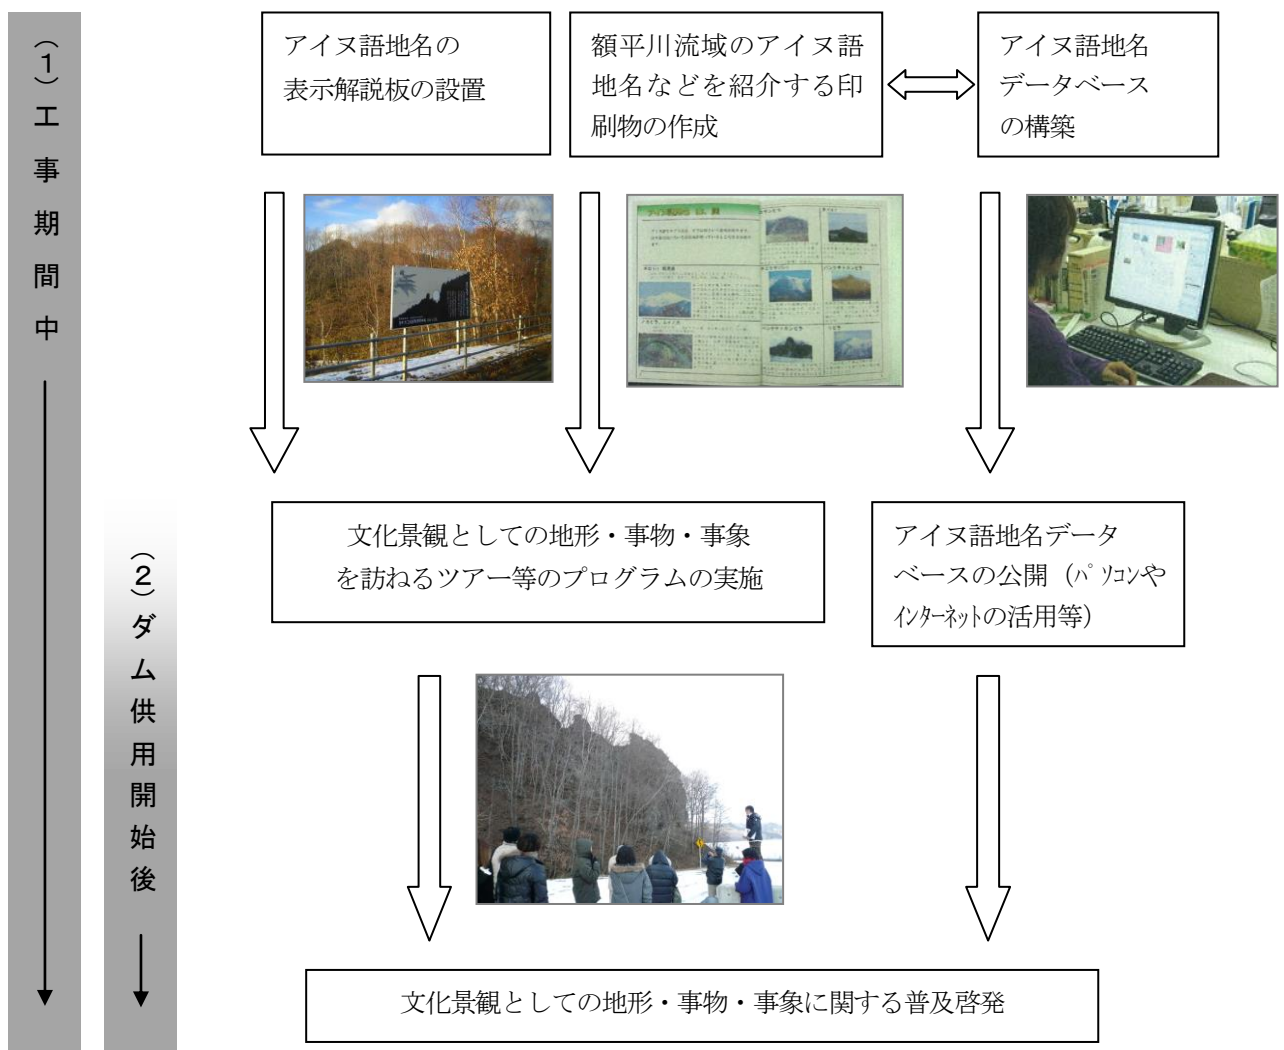 (1)工事期間中
アイヌ語地名の
表示解説板の設置
額平川流域のアイヌ語
地名などを紹介する印
刷物の作成
アイヌ語地名
データベース
の構築
(2)ダム供用開始後
文化景観としての地形・事物・事象
を訪ねるツアー等のプログラムの実施
アイヌ語地名データ
ベースの公開（パソコンや
インターネットの活用等）
文化景観としての地形・事物・事象に関する普及啓発